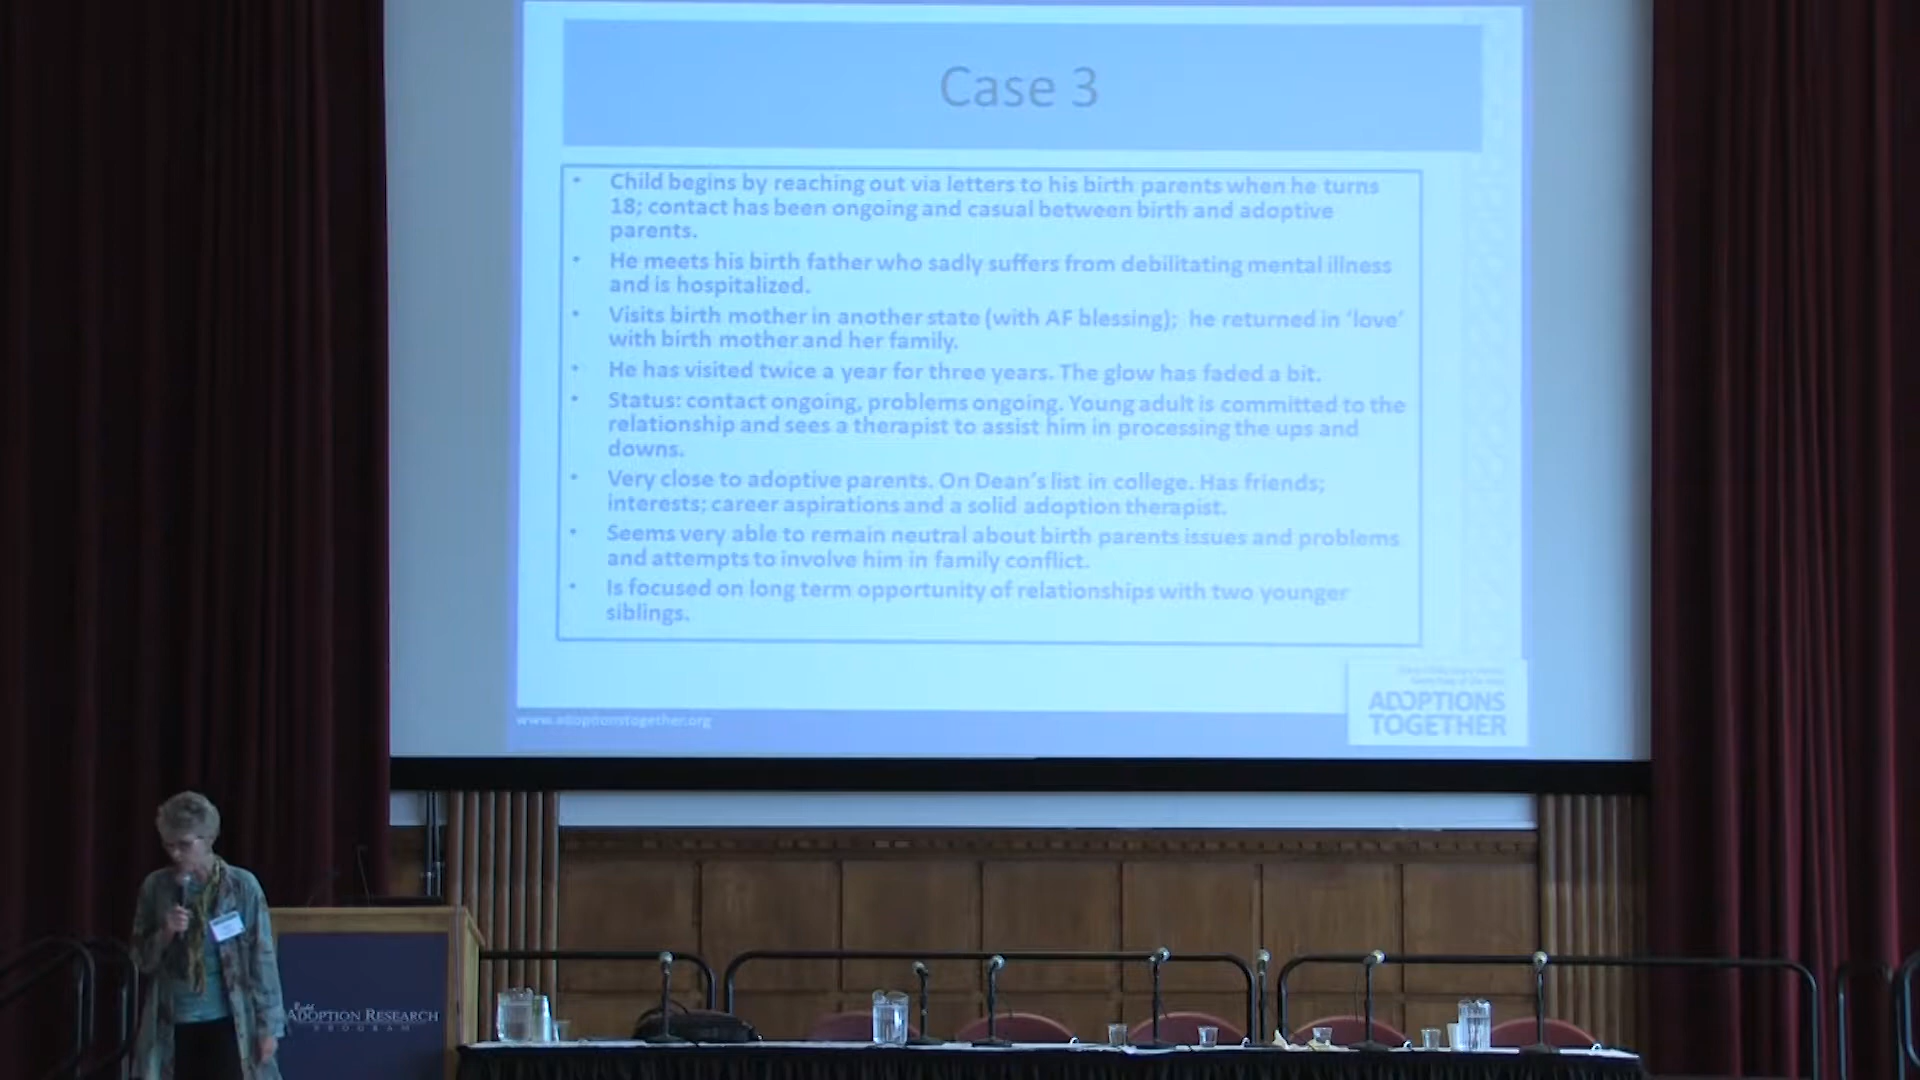 Case 3
• Child begins by reaching out via letters to his birth parents when he turns
18; contact has been ongoing and casual between birth and adoptive
parents.
• He meets his birth father who sadly suffers from debilitating mental illness
and is hospitalized.
• Visits birth mother in another state (with AF blessing); he returned in ‘love’
with birth mother and her family.
• He has visited twice a year for three years. The glow has faded a bit.
• Status: contact ongoing, problems ongoing. Young adult is committed to the
relationship and sees a therapist to assist him in processing the ups and
downs.
• Very close to adoptive parents. On Dean’s list in college. Has friends;
interests; career aspirations and a solid adoption therapist.
• Seems very able to remain neutral about birth parents issues and problems
and attempts to involve him in family conflict.
• Is focused on long term opportunity of relationships with two younger
siblings.
ADOPTIONS
TOGETHER
www.adoptionstogether.org
Rudd
ADOPTION RESEARCH
PROGRAM